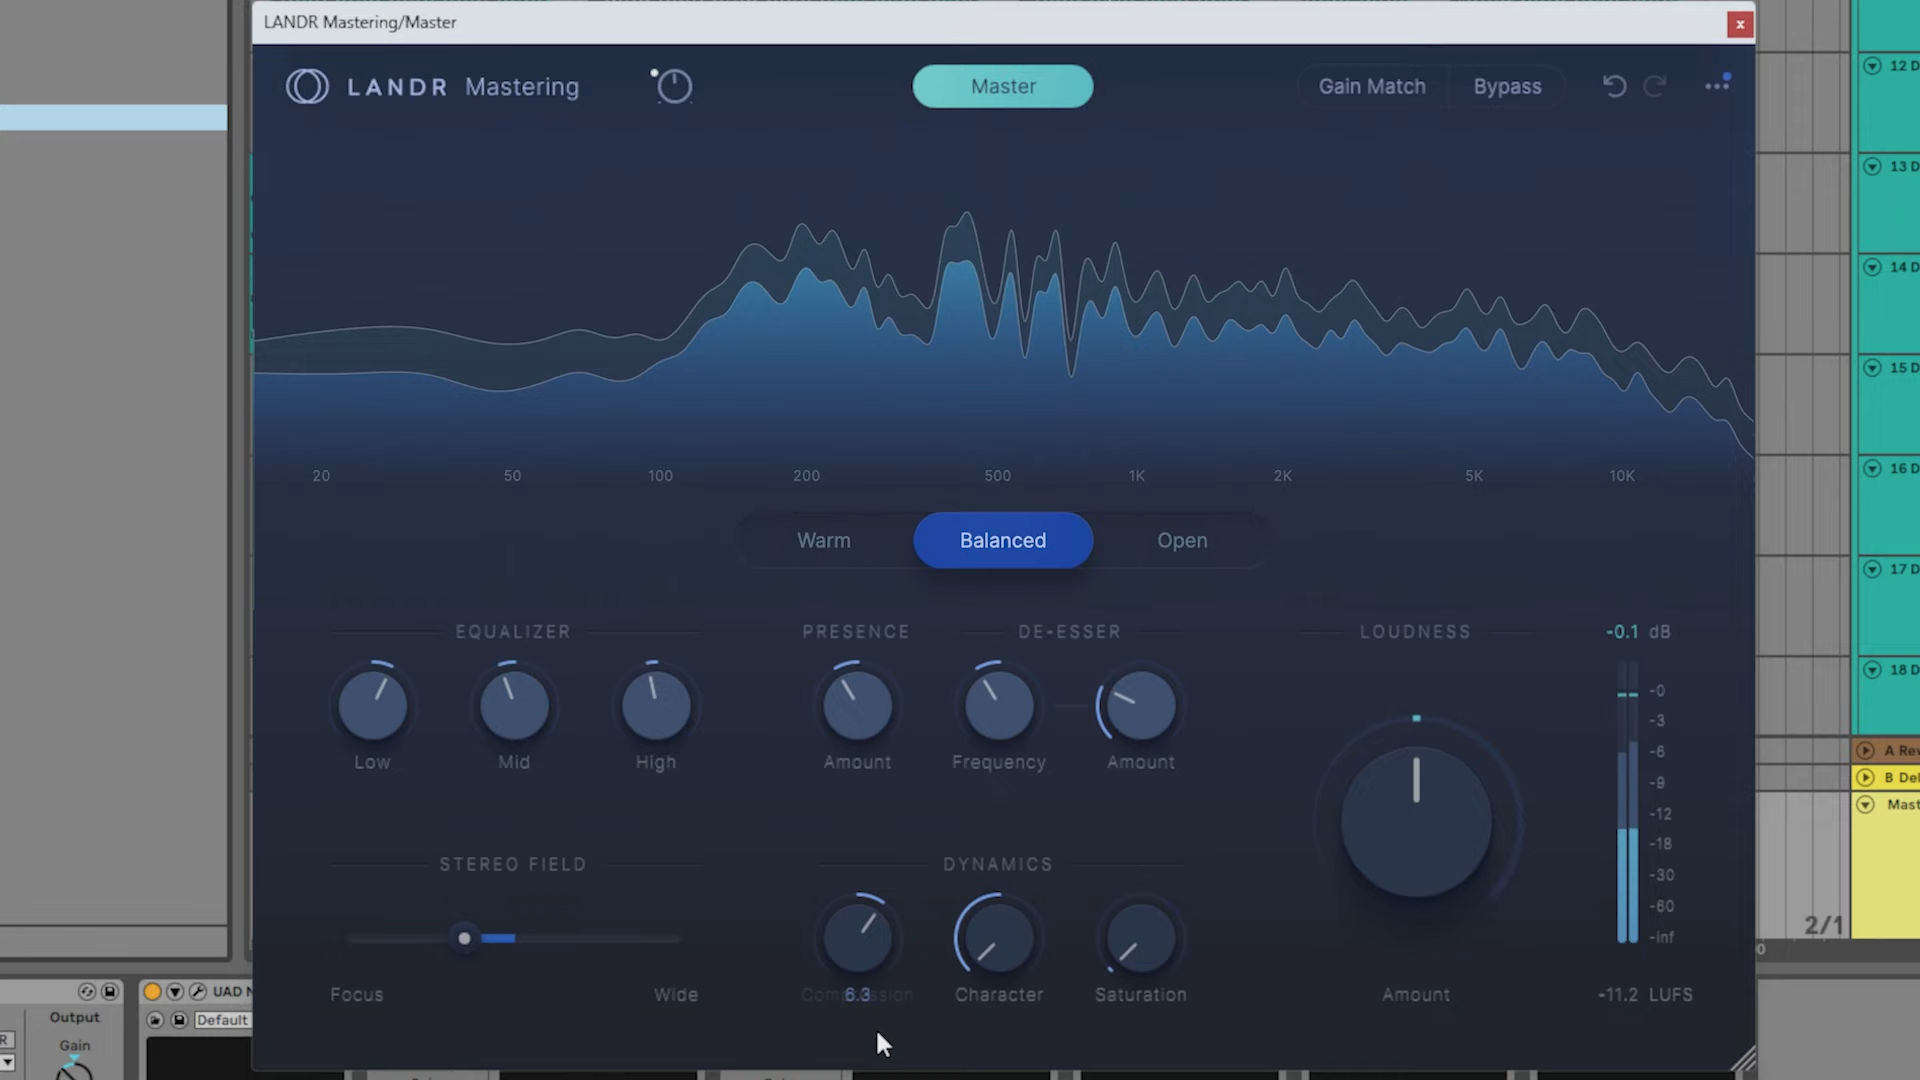 LANDR Mastering/Master
x
LANDR Mastering
Master
Gain Match
Bypass
20 50 100 200 500 1K 2K 5K 10K
Warm
Balanced
Open
EQUALIZER
PRESENCE
DE-ESSER
LOUDNESS
-0.1 dB
Low
Mid
High
Amount
Frequency
Amount
-0
-3
-6
-9
-12
-18
-30
-60
-inf
STEREO FIELD
DYNAMICS
Focus
Wide
6.3
Character
Saturation
Amount
-11.2 LUFS
12 D
13 D
14 D
15 D
16 D
17 D
18 D
A Rev
B Del
Mast
2/1
Output
Gain
UAD N
Default